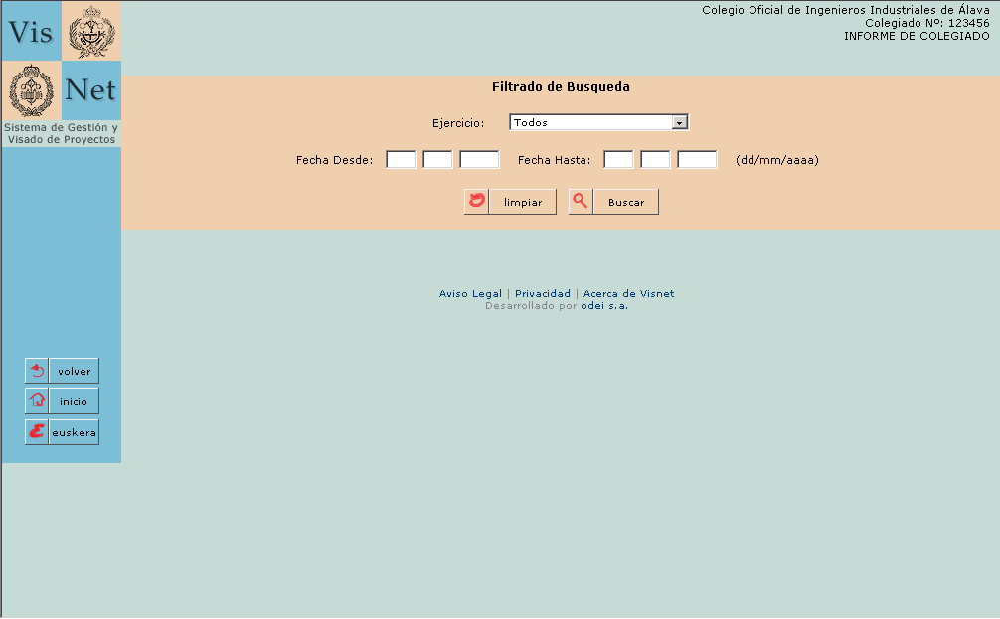 Vis
Net
Sistema de Gestión y
Visado de Proyectos
Colegio Oficial de Ingenieros Industriales de Álava
Colegiado Nº: 123456
INFORME DE COLEGIADO
Filtrado de Busqueda
Ejercicio: Todos
Fecha Desde: Fecha Hasta: (dd/mm/aaaa)
limpiar Buscar
Aviso Legal | Privacidad | Acerca de Visnet
Desarrollado por odei s.a.
volver
inicio
euskera